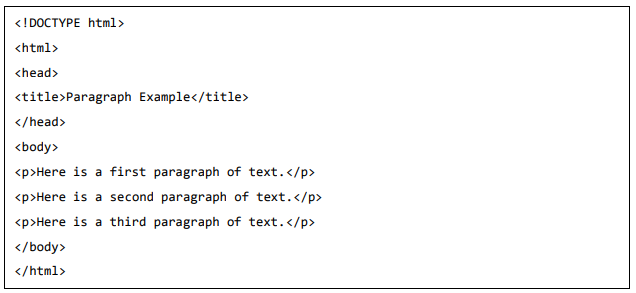 <!DOCTYPE html>
<html>
<head>
<title>Paragraph Example</title>
</head>
<body>
<p>Here is a first paragraph of text.</p>
<p>Here is a second paragraph of text.</p>
<p>Here is a third paragraph of text.</p>
</body>
</html>